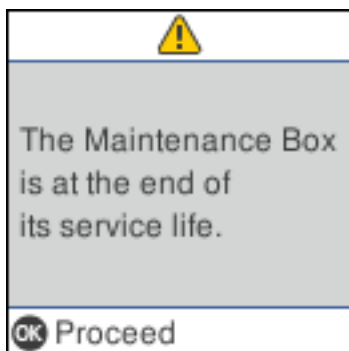 The Maintenance Box
is at the end of
its service life.
OK Proceed